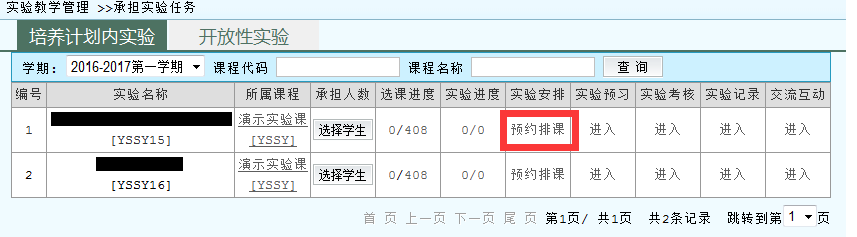 实验教学管理 >>承担实验任务
培养计划内实验 开放性实验
学期： 2016-2017第一学期 课程代码 课程名称 查 询
编号 实验名称 所属课程 承担人数 选课进度 实验进度 实验安排 实验预习 实验考核 实验记录 交流互动
1 [YSSY15] 演示实验课 [YSSY] 选择学生 0/408 0/0 预约排课 进入 进入 进入 进入
2 [YSSY16] 演示实验课 [YSSY] 选择学生 0/408 0/0 预约排课 进入 进入 进入 进入
首 页 上一页 下一页 尾 页 第1页/ 共1页 共2条记录 跳转到第 1 页